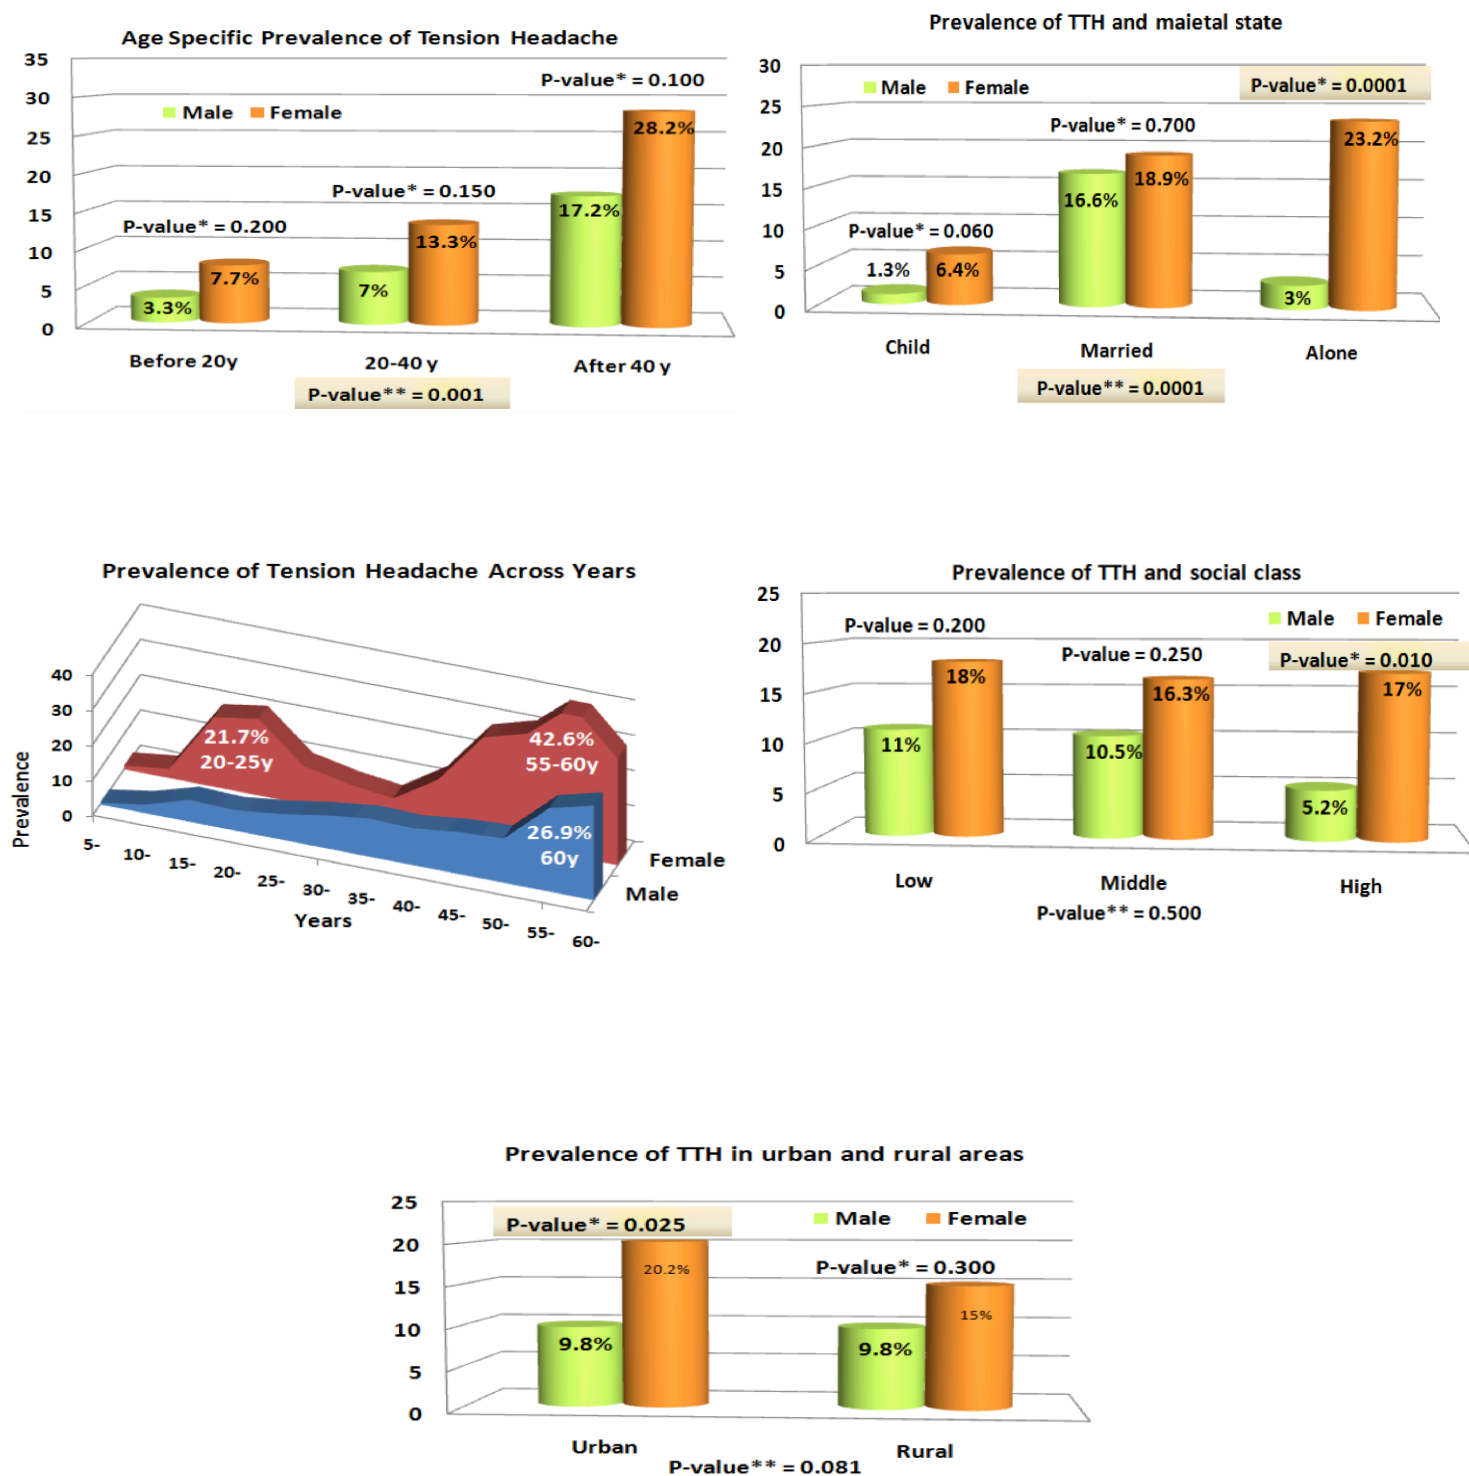 Age Specific Prevalence of Tension Headache
35
30
25
20
15
10
5
0
P-value* = 0.100
Male Female
28.2%
P-value* = 0.150
17.2%
P-value* = 0.200
13.3%
7.7%
7%
3.3%
Before 20y 20-40 y After 40 y
P-value** = 0.001
Prevalence of TTH and maietal state
30
25
20
15
10
5
0
Male Female
P-value* = 0.0001
P-value* = 0.700
23.2%
18.9%
16.6%
P-value* = 0.060
1.3% 6.4%
3%
Child Married Alone
P-value** = 0.0001
Prevalence of Tension Headache Across Years
Prevalence
40
30
20
10
0
21.7%
20-25y
42.6%
55-60y
26.9%
60y
Female
Male
5- 10- 15- 20- 25- 30- 35- 40- 45- 50- 55- 60-
Years
Prevalence of TTH and social class
25
20
15
10
5
0
Male Female
P-value = 0.200
P-value = 0.250
P-value* = 0.010
18%
16.3%
17%
11%
10.5%
5.2%
Low Middle High
P-value** = 0.500
Prevalence of TTH in urban and rural areas
25
20
15
10
5
0
P-value* = 0.025
Male Female
20.2%
P-value* = 0.300
15%
9.8%
9.8%
Urban Rural
P-value** = 0.081